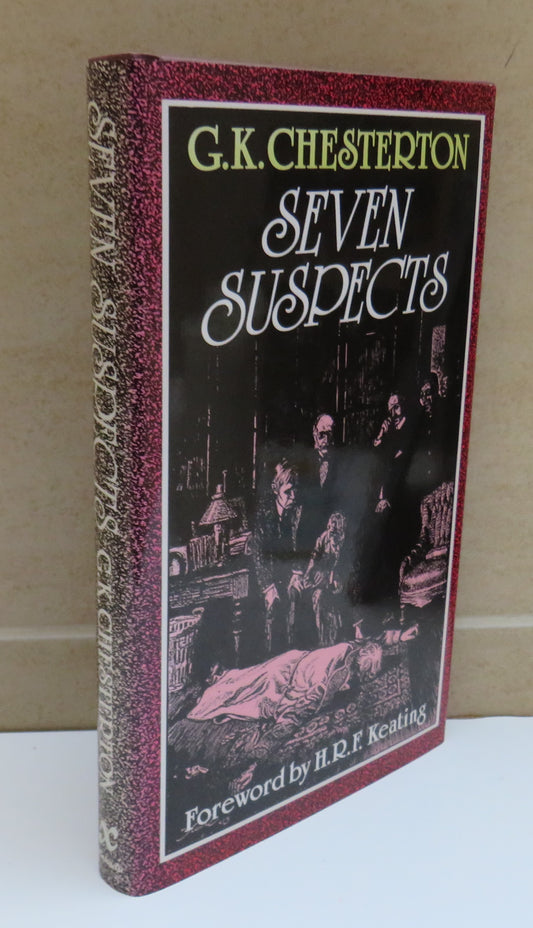 G.K. CHESTERTON
SEVEN
SUSPECTS
Foreword by H.R.F. Keating
SEVEN SUSPECTS G.K. CHESTERTON